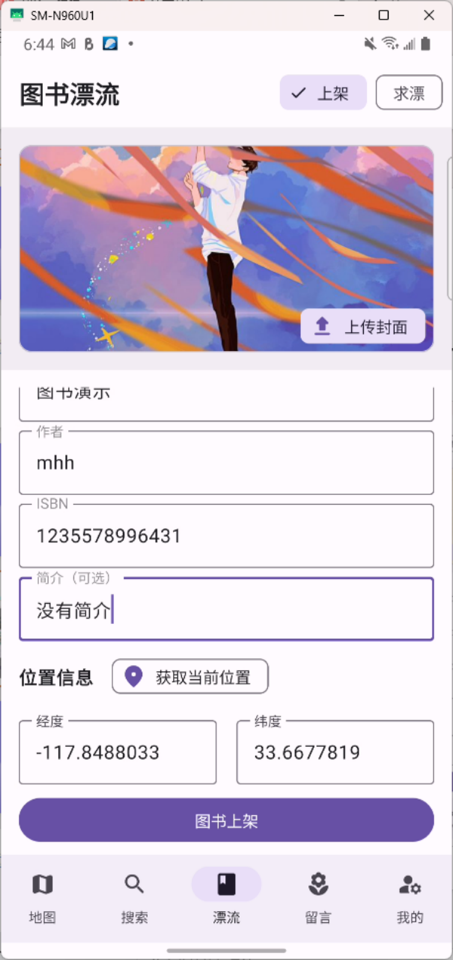 SM-N960U1
6:44
图书漂流
上架
求漂
上传封面
图书演示
作者
mhh
ISBN
1235578996431
简介（可选）
没有简介
位置信息
获取当前位置
经度
纬度
-117.8488033
33.6677819
图书上架
地图
搜索
漂流
留言
我的